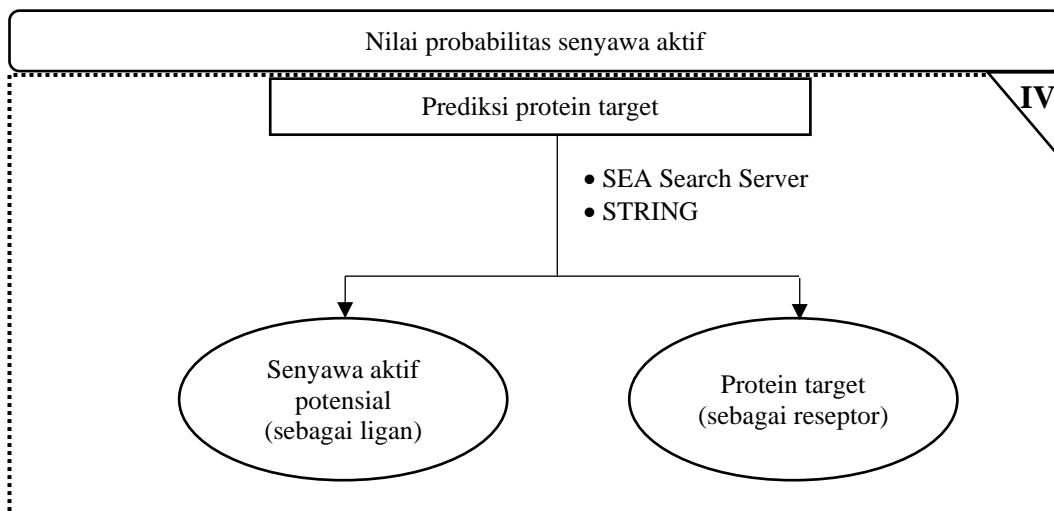 Nilai probabilitas senyawa aktif
Prediksi protein target
IV
• SEA Search Server
• STRING
Senyawa aktif
potensial
(sebagai ligan)
Protein target
(sebagai reseptor)